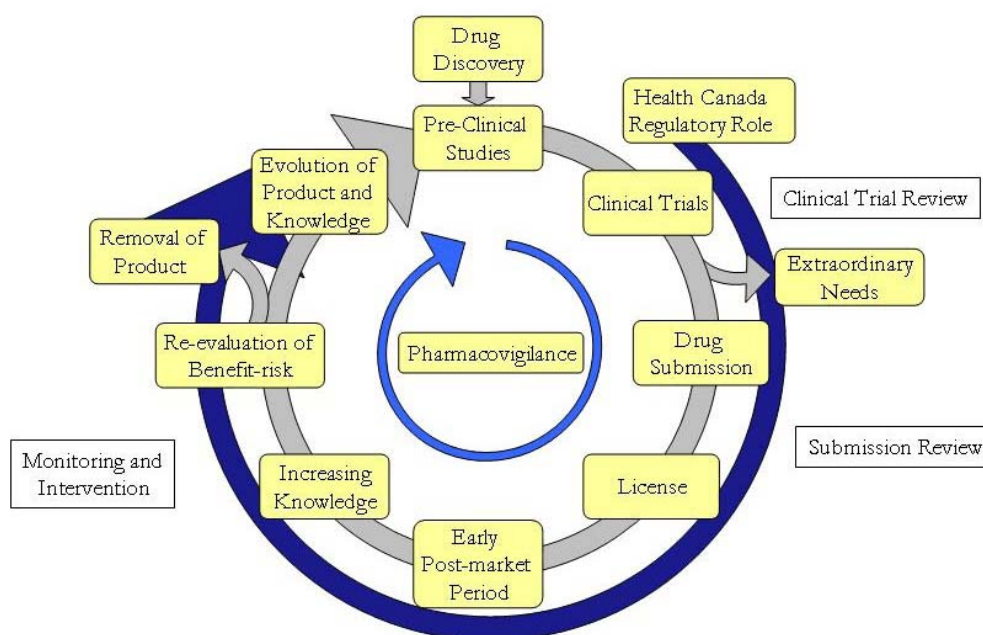 Drug
Discovery
Pre-Clinical
Studies
Health Canada
Regulatory Role
Clinical Trials
Clinical Trial Review
Extraordinary
Needs
Drug
Submission
Submission Review
License
Early
Post-market
Period
Increasing
Knowledge
Monitoring and
Intervention
Re-evaluation of
Benefit-risk
Removal of
Product
Evolution of
Product and
Knowledge
Pharmacovigilance